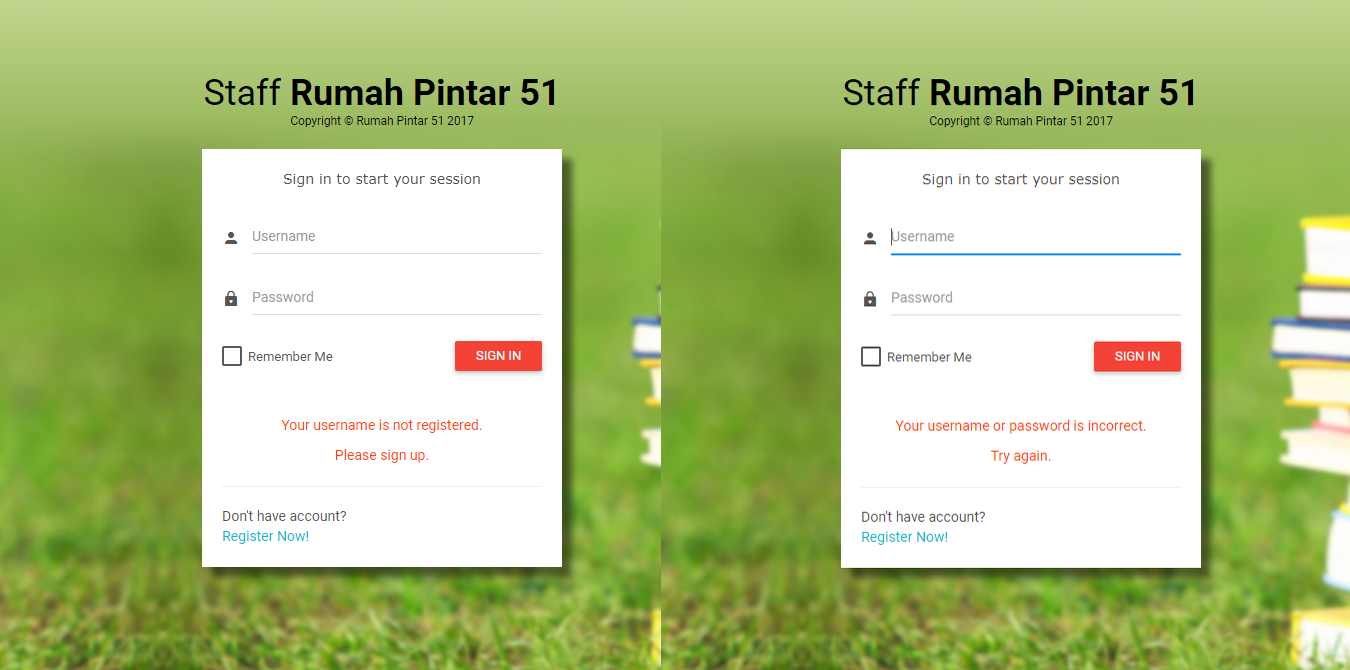 Staff Rumah Pintar 51
Copyright © Rumah Pintar 51 2017
Sign in to start your session
Username
Password
Remember Me
SIGN IN
Your username is not registered.
Please sign up.
Don't have account?
Register Now!
Staff Rumah Pintar 51
Copyright © Rumah Pintar 51 2017
Sign in to start your session
Username
Password
Remember Me
SIGN IN
Your username or password is incorrect.
Try again.
Don't have account?
Register Now!